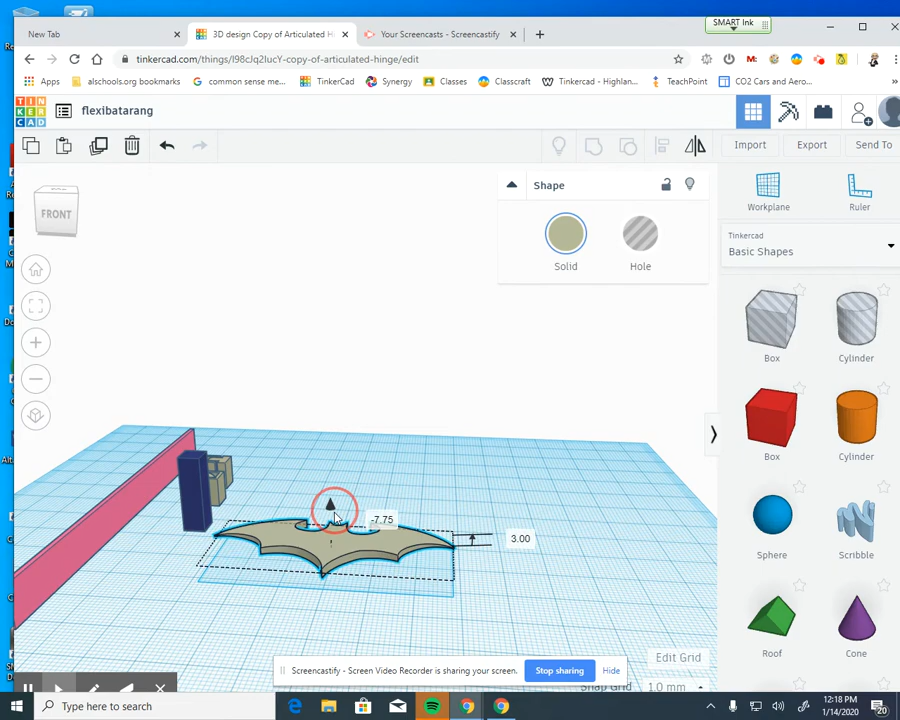 SMART Ink
New Tab
3D design Copy of Articulated H
Your Screencasts - Screencastify
tinkercad.com/things/l98cJq2lucY-copy-of-articulated-hinge/edit
Apps
alschools.org bookmarks
common sense me...
TinkerCad
Synergy
Classes
Classcraft
Tinkercad - Highlan...
TeachPoint
CO2 Cars and Aero...
TIN
KER
CAD
flexibatarang
Import
Export
Send To
FRONT
Shape
Solid
Hole
Workplane
Ruler
Tinkercad
Basic Shapes
Box
Cylinder
Box
Cylinder
Sphere
Scribble
Roof
Cone
-7.75
3.00
Edit Grid
Snap Grid
1.0 mm
Screencastify - Screen Video Recorder is sharing your screen.
Stop sharing
Hide
Type here to search
12:18 PM
1/14/2020
20